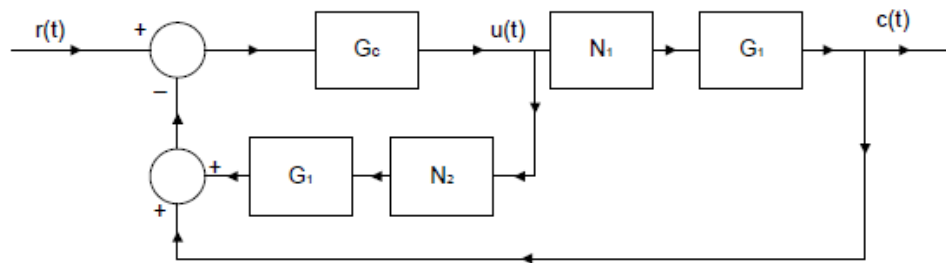 r(t) + Gc u(t) N₁ G₁ c(t)
−
G₁ N₂ +
+